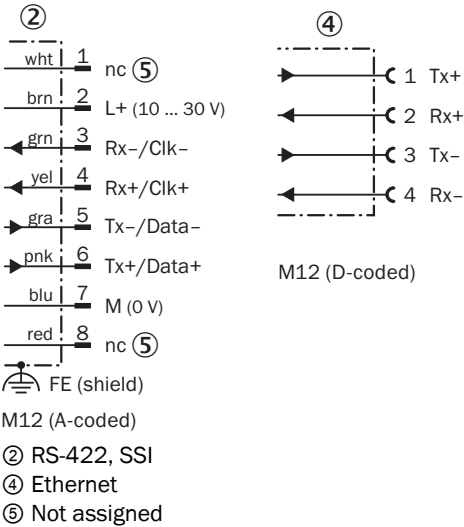 ②
wht 1 nc ⑤
brn 2 L+ (10 ... 30 V)
grn 3 Rx–/Clk–
yel 4 Rx+/Clk+
gra 5 Tx–/Data–
pnk 6 Tx+/Data+
blu 7 M (0 V)
red 8 nc ⑤
FE (shield)
M12 (A-coded)
④
1 Tx+
2 Rx+
3 Tx–
4 Rx–
M12 (D-coded)
② RS-422, SSI
④ Ethernet
⑤ Not assigned